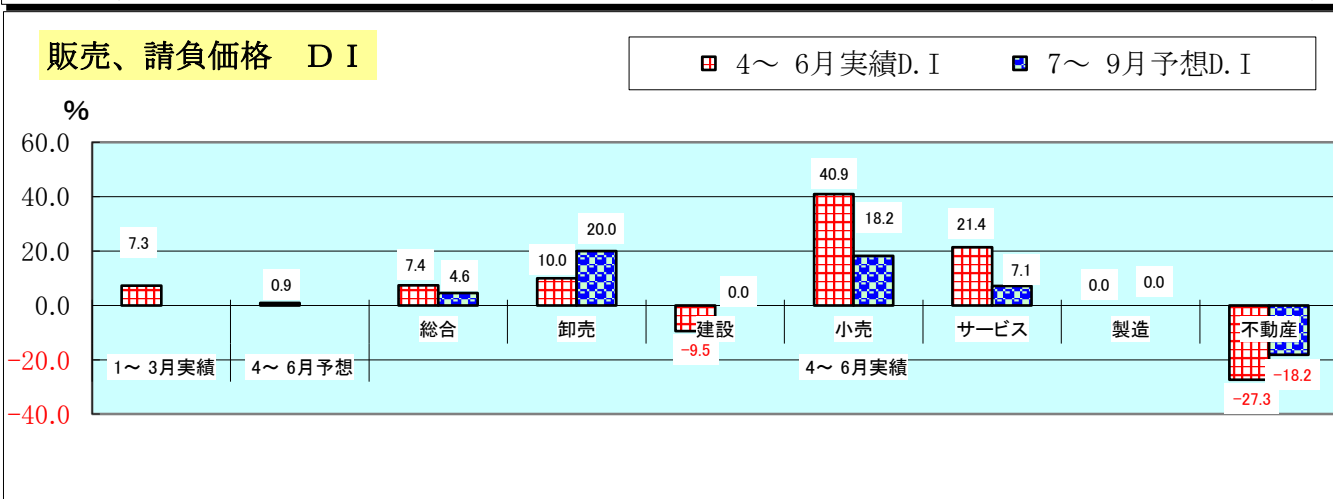 販売、請負価格　ＤＩ
4～ 6月実績D.I
7～ 9月予想D.I
%
60.0
40.0
20.0
0.0
-20.0
-40.0
7.3
0.9
7.4
4.6
10.0
20.0
-9.5
0.0
40.9
18.2
21.4
7.1
0.0
0.0
-27.3
-18.2
総合
卸売
建設
小売
サービス
製造
不動産
1～ 3月実績
4～ 6月予想
4～ 6月実績